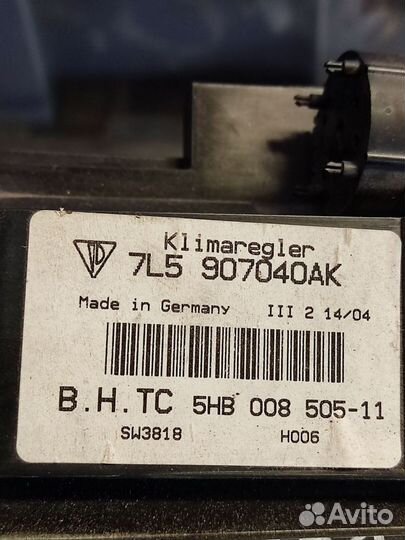 Klimaregler
7L5 907040AK
Made in Germany III 2 14/04
B.H.TC 5HB 008 505-11
SW3818 H006
Avito